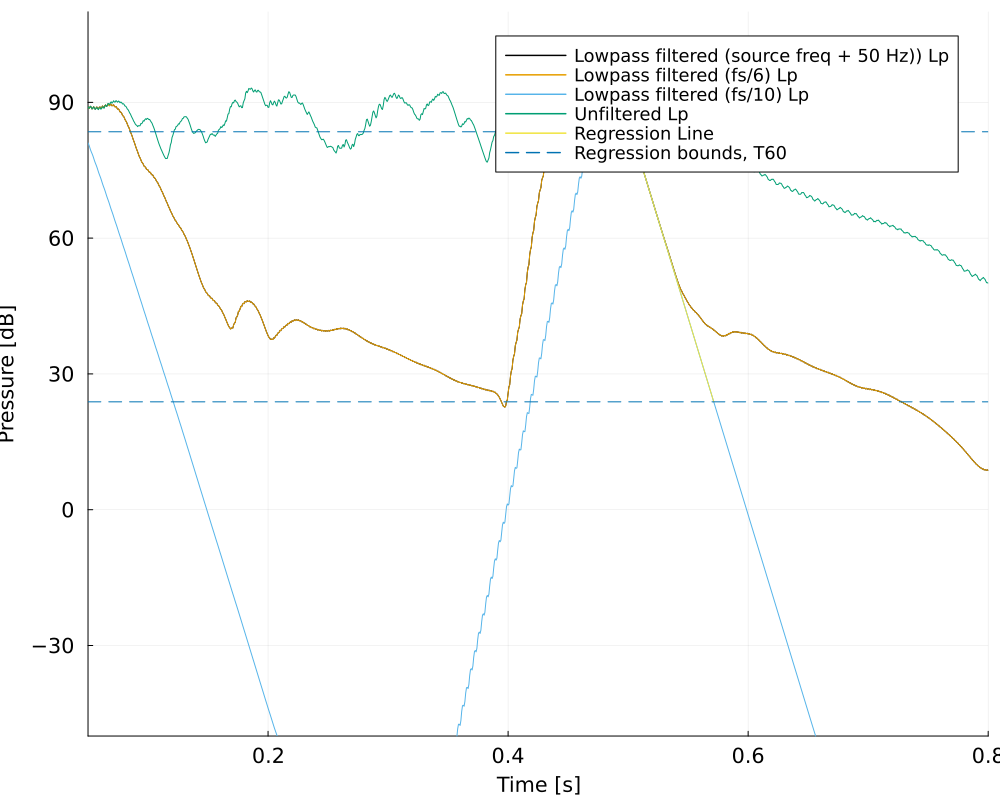 Lowpass filtered (source freq + 50 Hz)) Lp
Lowpass filtered (fs/6) Lp
Lowpass filtered (fs/10) Lp
Unfiltered Lp
Regression Line
Regression bounds, T60
90
60
30
0
−30
Pressure [dB]
0.2
0.4
0.6
0.8
Time [s]